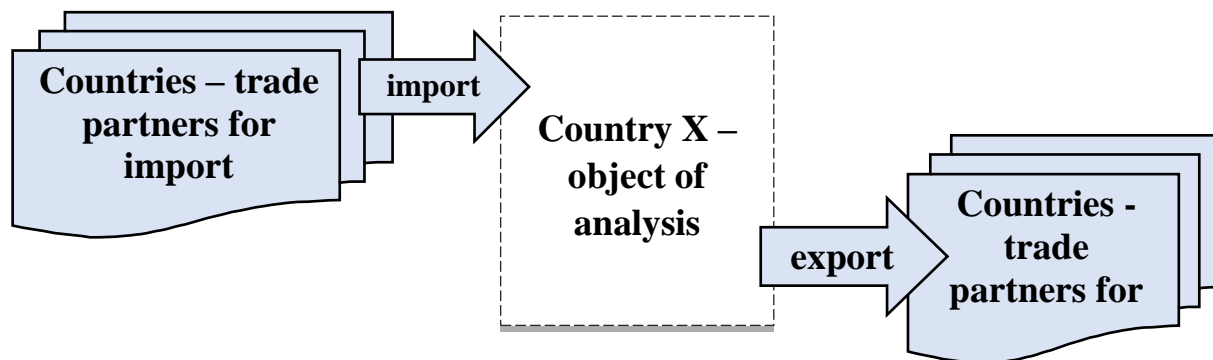 Countries – trade
partners for
import
import
Country X –
object of
analysis
export
Countries -
trade
partners for